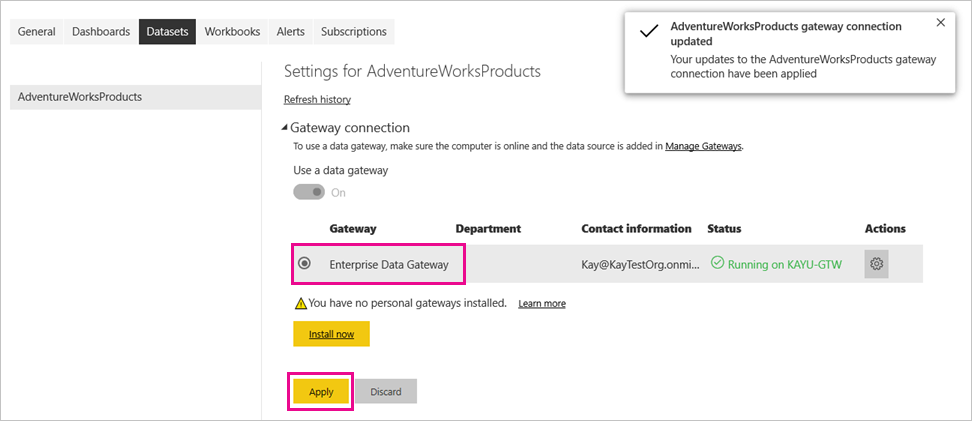 General Dashboards Datasets Workbooks Alerts Subscriptions
AdventureWorksProducts gateway connection
updated
Your updates to the AdventureWorksProducts gateway
connection have been applied
AdventureWorksProducts
Settings for AdventureWorksProducts
Refresh history
Gateway connection
To use a data gateway, make sure the computer is online and the data source is added in Manage Gateways.
Use a data gateway
On
Gateway Department Contact information Status Actions
Enterprise Data Gateway Kay@KayTestOrg.onmi... Running on KAYU-GTW
You have no personal gateways installed. Learn more
Install now
Apply Discard